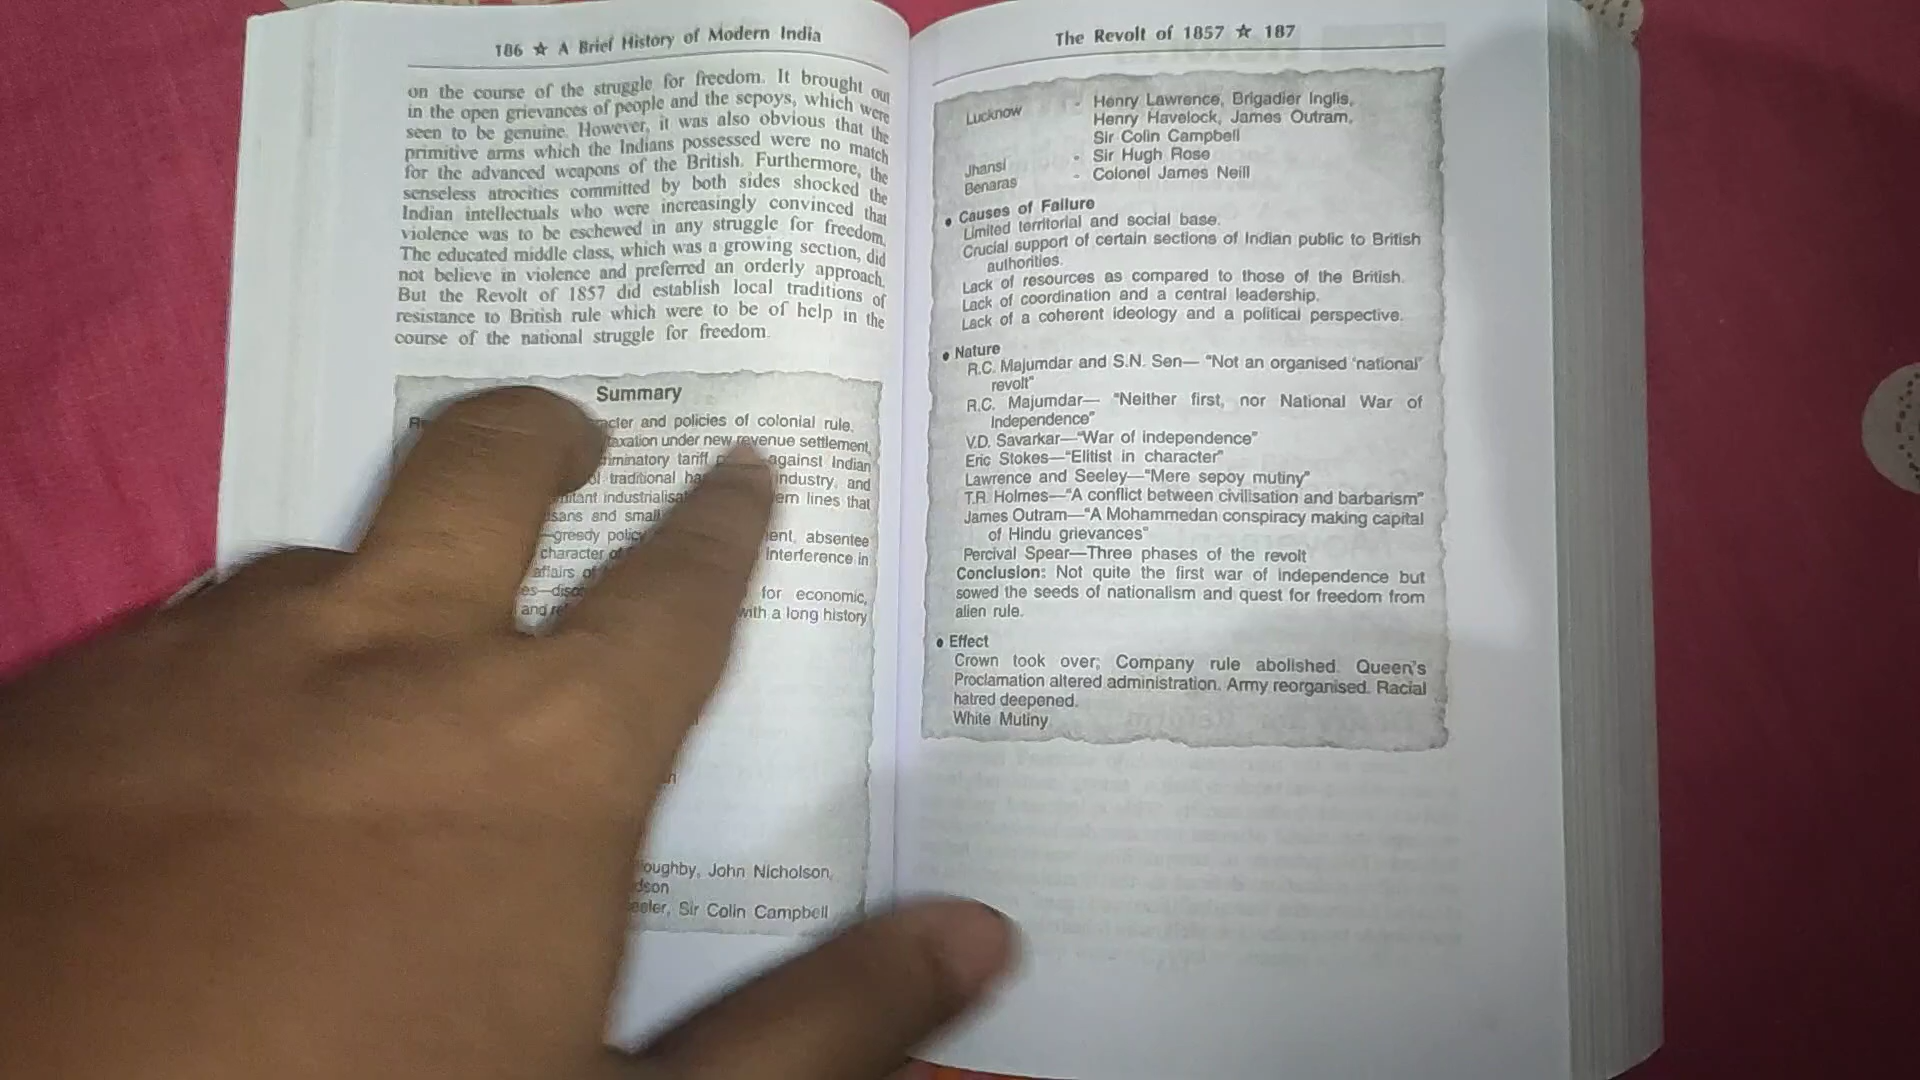 186 ☆ A Brief History of Modern India
on the course of the struggle for freedom. It brought out
in the open grievances of people and the sepoys, which were
seen to be genuine. However, it was also obvious that the
primitive arms which the Indians possessed were no match
for the advanced weapons of the British. Furthermore, the
senseless atrocities committed by both sides shocked the
Indian intellectuals who were increasingly convinced that
violence was to be eschewed in any struggle for freedom.
The educated middle class, which was a growing section, did
not believe in violence and preferred an orderly approach.
But the Revolt of 1857 did establish local traditions of
resistance to British rule which were to be of help in the
course of the national struggle for freedom.
Summary
and policies of colonial rule.
taxation under new revenue settlement,
tariff against Indian
traditional industry, and
lines that
and small
greedy absentee
character Interference in
affairs
for economic,
and with a long history
John Nicholson,
Sir Colin Campbell
The Revolt of 1857 ☆ 187
Lucknow - Henry Lawrence, Brigadier Inglis,
Henry Havelock, James Outram,
Sir Colin Campbell
Jhansi - Sir Hugh Rose
Benaras - Colonel James Neill
• Causes of Failure
Limited territorial and social base.
Crucial support of certain sections of Indian public to British
authorities.
Lack of resources as compared to those of the British.
Lack of coordination and a central leadership.
Lack of a coherent ideology and a political perspective.
• Nature
R.C. Majumdar and S.N. Sen— "Not an organised 'national'
revolt"
R.C. Majumdar— "Neither first, nor National War of
Independence"
V.D. Savarkar—"War of independence"
Eric Stokes—"Elitist in character"
Lawrence and Seeley—"Mere sepoy mutiny"
T.R. Holmes—"A conflict between civilisation and barbarism"
James Outram—"A Mohammedan conspiracy making capital
of Hindu grievances"
Percival Spear—Three phases of the revolt
Conclusion: Not quite the first war of independence but
sowed the seeds of nationalism and quest for freedom from
alien rule.
• Effect
Crown took over; Company rule abolished. Queen's
Proclamation altered administration. Army reorganised. Racial
hatred deepened.
White Mutiny